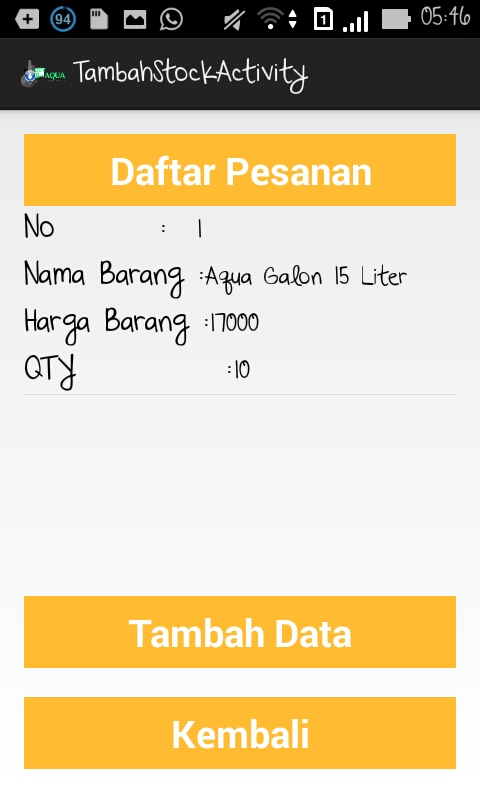 94
1
05:46
AQUA TambahStockActivity
Daftar Pesanan
No : 1
Nama Barang :Aqua Galon 15 Liter
Harga Barang :17000
QTY :10
Tambah Data
Kembali